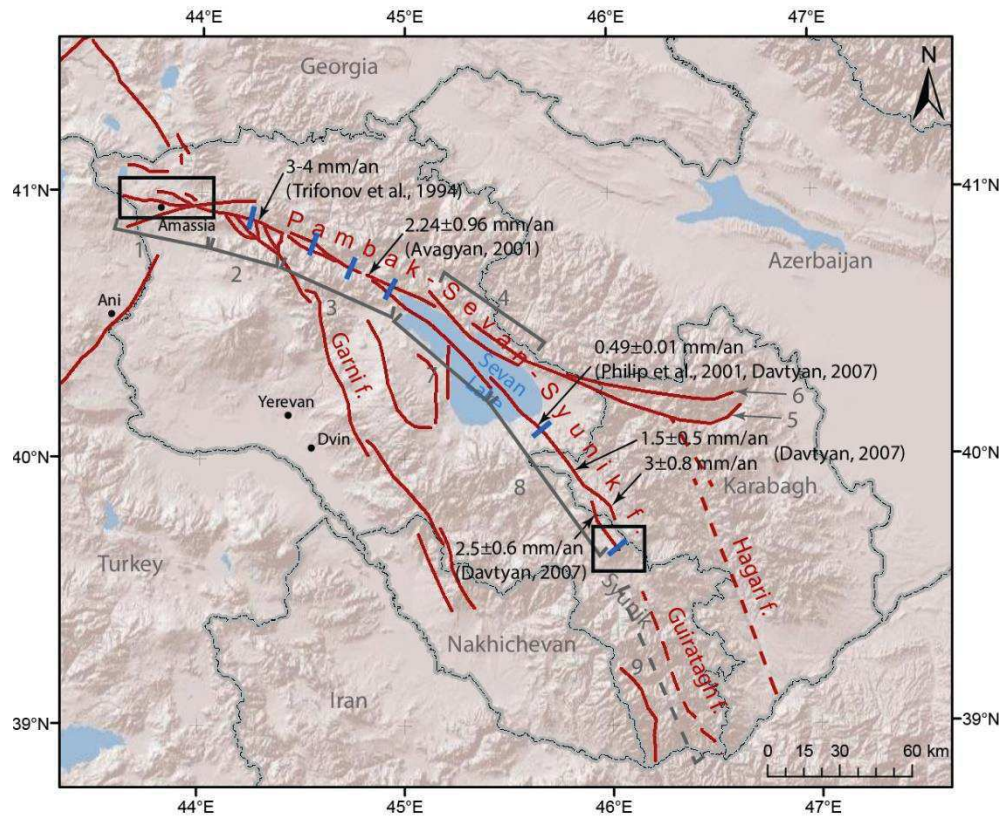 44°E
45°E
46°E
47°E
N
Georgia
41°N
41°N
3-4 mm/an
(Trifonov et al., 1994)
Amassia
Pambak-Sevan-Syunik f.
2.24±0.96 mm/an
(Avagyan, 2001)
Azerbaijan
1
2
3
4
Ani
Garni f.
7
Sevan
Lake
0.49±0.01 mm/an
(Philip et al., 2001, Davtyan, 2007)
6
5
Yerevan
Dvin
40°N
40°N
1.5±0.5 mm/an
(Davtyan, 2007)
3±0.8 mm/an
Karabagh
8
2.5±0.6 mm/an
(Davtyan, 2007)
Turkey
Hagari f.
Syunik
Guiratagh f.
Nakhichevan
9
Iran
39°N
39°N
0 15 30 60 km
44°E
45°E
46°E
47°E